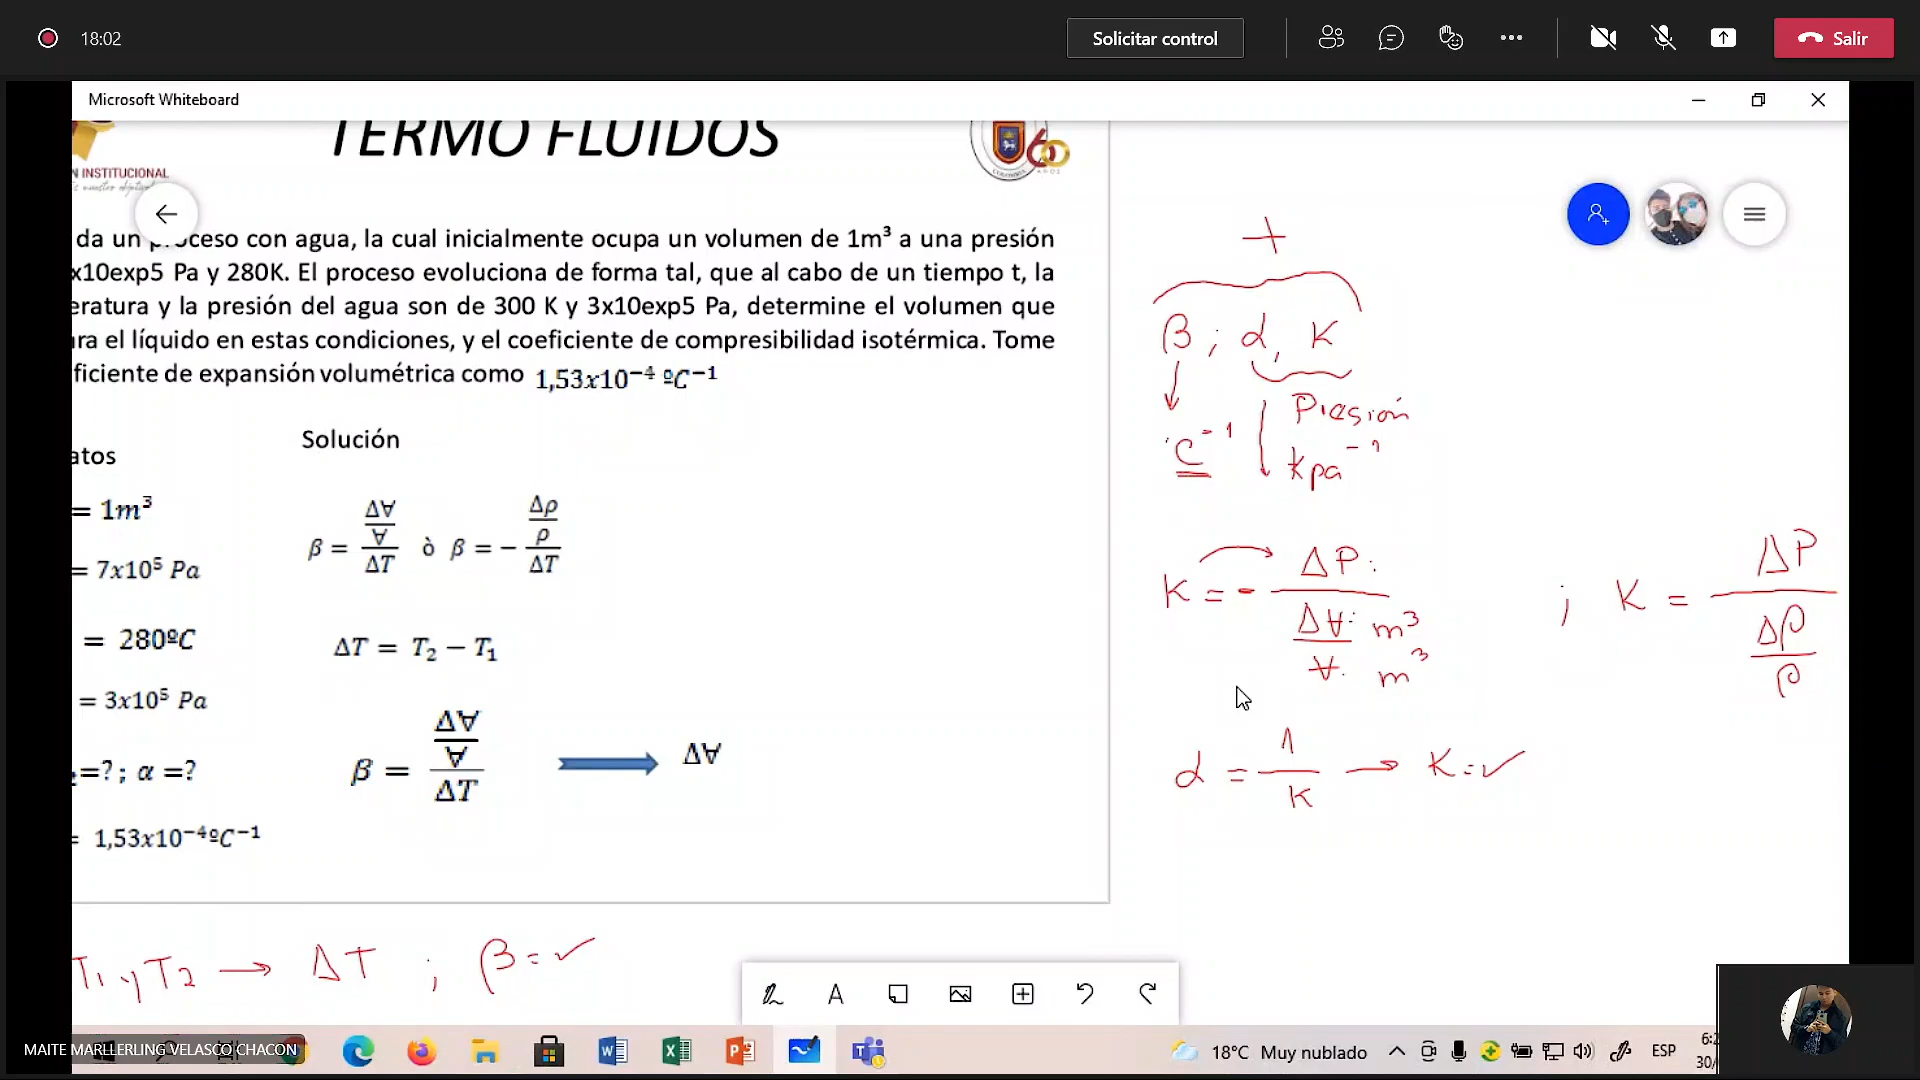 18:02
Solicitar control
Salir
Microsoft Whiteboard
TERMO FLUIDOS
N INSTITUCIONAL
da un proceso con agua, la cual inicialmente ocupa un volumen de 1m³ a una presión
x10exp5 Pa y 280K. El proceso evoluciona de forma tal, que al cabo de un tiempo t, la
eratura y la presión del agua son de 300 K y 3x10exp5 Pa, determine el volumen que
ara el líquido en estas condiciones, y el coeficiente de compresibilidad isotérmica. Tome
ficiente de expansión volumétrica como 1,53x10⁻⁴ ºC⁻¹
Solución
atos
= 1m³
= 7x10⁵ Pa
= 280ºC
= 3x10⁵ Pa
=? ; α =?
= 1,53x10⁻⁴ºC⁻¹
β = ((Δ∀/∀)/ΔT) ò β = − ((Δρ/ρ)/ΔT)
ΔT = T₂ − T₁
β = ((Δ∀/∀)/ΔT) Δ∀
+
β ; α, K
C⁻¹
Presión
Kpa⁻¹
K = - ΔP / (Δ∀ m³ / ∀ m³) ; K = ΔP / (Δρ/ρ)
α = 1/K → K = ✓
T₁ y T₂ → ΔT ; β = ✓
MAITE MARLLERLING VELASCO CHACON
18°C Muy nublado
ESP
6:2
30/